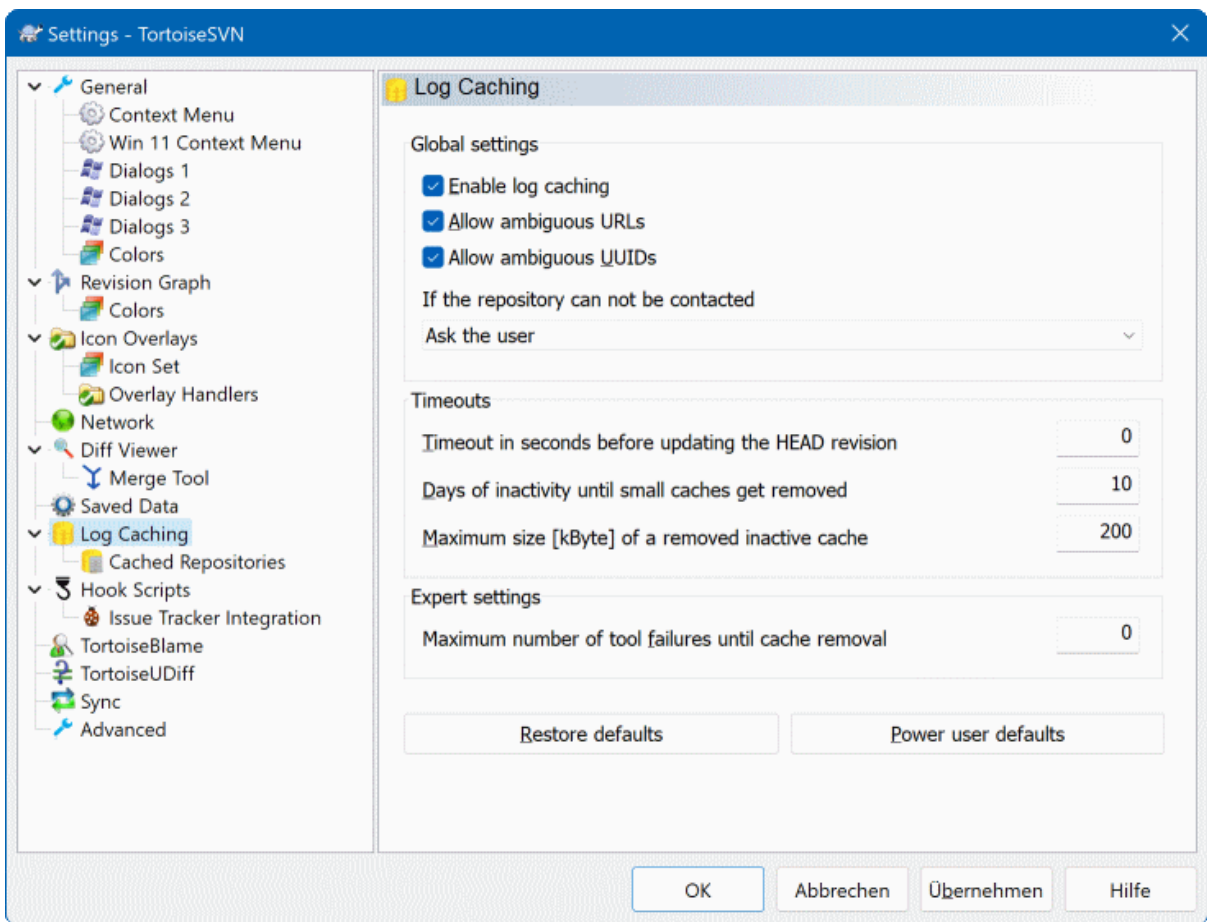 Settings - TortoiseSVN
General
Context Menu
Win 11 Context Menu
Dialogs 1
Dialogs 2
Dialogs 3
Colors
Revision Graph
Colors
Icon Overlays
Icon Set
Overlay Handlers
Network
Diff Viewer
Merge Tool
Saved Data
Log Caching
Cached Repositories
Hook Scripts
Issue Tracker Integration
TortoiseBlame
TortoiseUDiff
Sync
Advanced
Log Caching
Global settings
Enable log caching
Allow ambiguous URLs
Allow ambiguous UUIDs
If the repository can not be contacted
Ask the user
Timeouts
Timeout in seconds before updating the HEAD revision 0
Days of inactivity until small caches get removed 10
Maximum size [kByte] of a removed inactive cache 200
Expert settings
Maximum number of tool failures until cache removal 0
Restore defaults Power user defaults
OK Abbrechen Übernehmen Hilfe